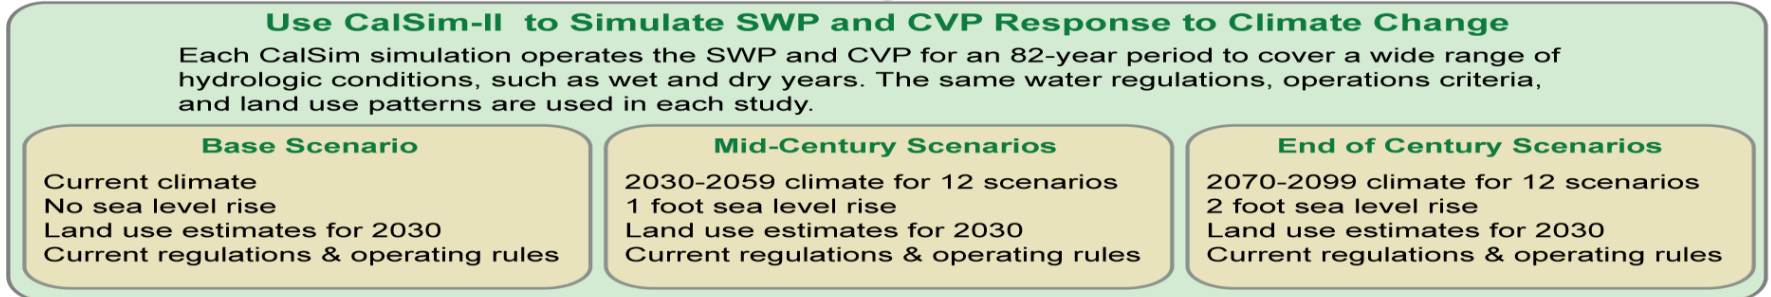 Use CalSim-II to Simulate SWP and CVP Response to Climate Change
Each CalSim simulation operates the SWP and CVP for an 82-year period to cover a wide range of
hydrologic conditions, such as wet and dry years. The same water regulations, operations criteria,
and land use patterns are used in each study.
Base Scenario
Current climate
No sea level rise
Land use estimates for 2030
Current regulations & operating rules
Mid-Century Scenarios
2030-2059 climate for 12 scenarios
1 foot sea level rise
Land use estimates for 2030
Current regulations & operating rules
End of Century Scenarios
2070-2099 climate for 12 scenarios
2 foot sea level rise
Land use estimates for 2030
Current regulations & operating rules